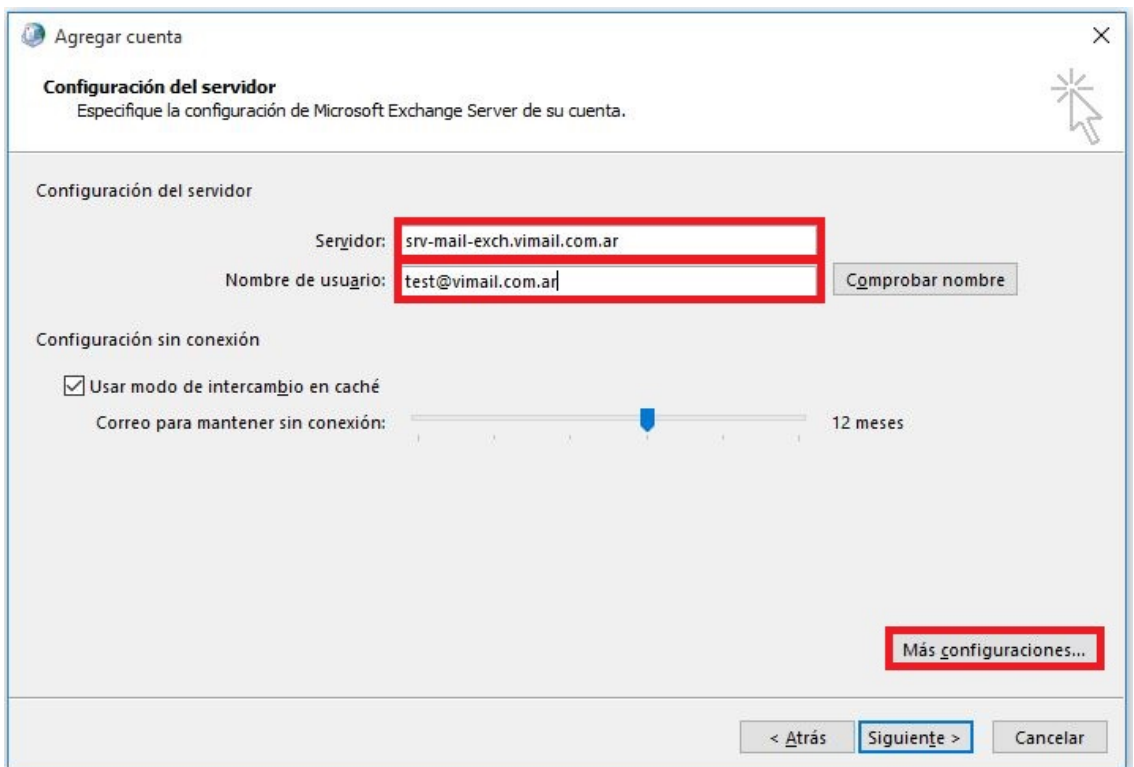 Agregar cuenta
Configuración del servidor
Especifique la configuración de Microsoft Exchange Server de su cuenta.
Configuración del servidor
Servidor: srv-mail-exch.vimail.com.ar
Nombre de usuario: test@vimail.com.ar Comprobar nombre
Configuración sin conexión
Usar modo de intercambio en caché
Correo para mantener sin conexión: 12 meses
Más configuraciones...
< Atrás Siguiente > Cancelar